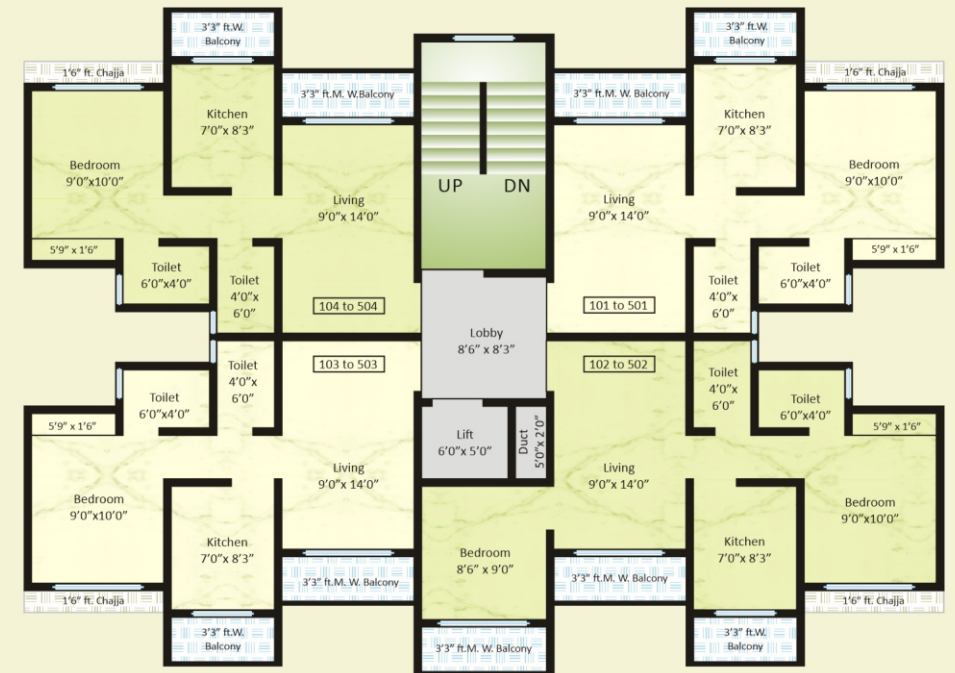 3'3" ft.W.
Balcony
3'3" ft.W.
Balcony
1'6" ft. Chajja
1'6" ft. Chajja
3'3" ft.M. W.Balcony
3'3" ft.M. W. Balcony
Kitchen
7'0"x 8'3"
Kitchen
7'0"x 8'3"
Bedroom
9'0"x10'0"
Bedroom
9'0"x10'0"
UP
DN
Living
9'0"x 14'0"
Living
9'0"x 14'0"
5'9" x 1'6"
5'9" x 1'6"
Toilet
6'0"x4'0"
Toilet
4'0"x
6'0"
Toilet
4'0"x
6'0"
Toilet
6'0"x4'0"
104 to 504
101 to 501
Lobby
8'6" x 8'3"
103 to 503
102 to 502
Toilet
4'0"x
6'0"
Toilet
4'0"x
6'0"
Toilet
6'0"x4'0"
Toilet
6'0"x4'0"
5'9" x 1'6"
5'9" x 1'6"
Lift
6'0"x 5'0"
Duct
5'0"x 2'0"
Living
9'0"x 14'0"
Living
9'0"x 14'0"
Bedroom
9'0"x10'0"
Bedroom
9'0"x10'0"
Kitchen
7'0"x 8'3"
Bedroom
8'6" x 9'0"
Kitchen
7'0"x 8'3"
3'3" ft.M. W. Balcony
3'3" ft.M. W. Balcony
1'6" ft. Chajja
1'6" ft. Chajja
3'3" ft.W.
Balcony
3'3" ft.M. W. Balcony
3'3" ft.W.
Balcony